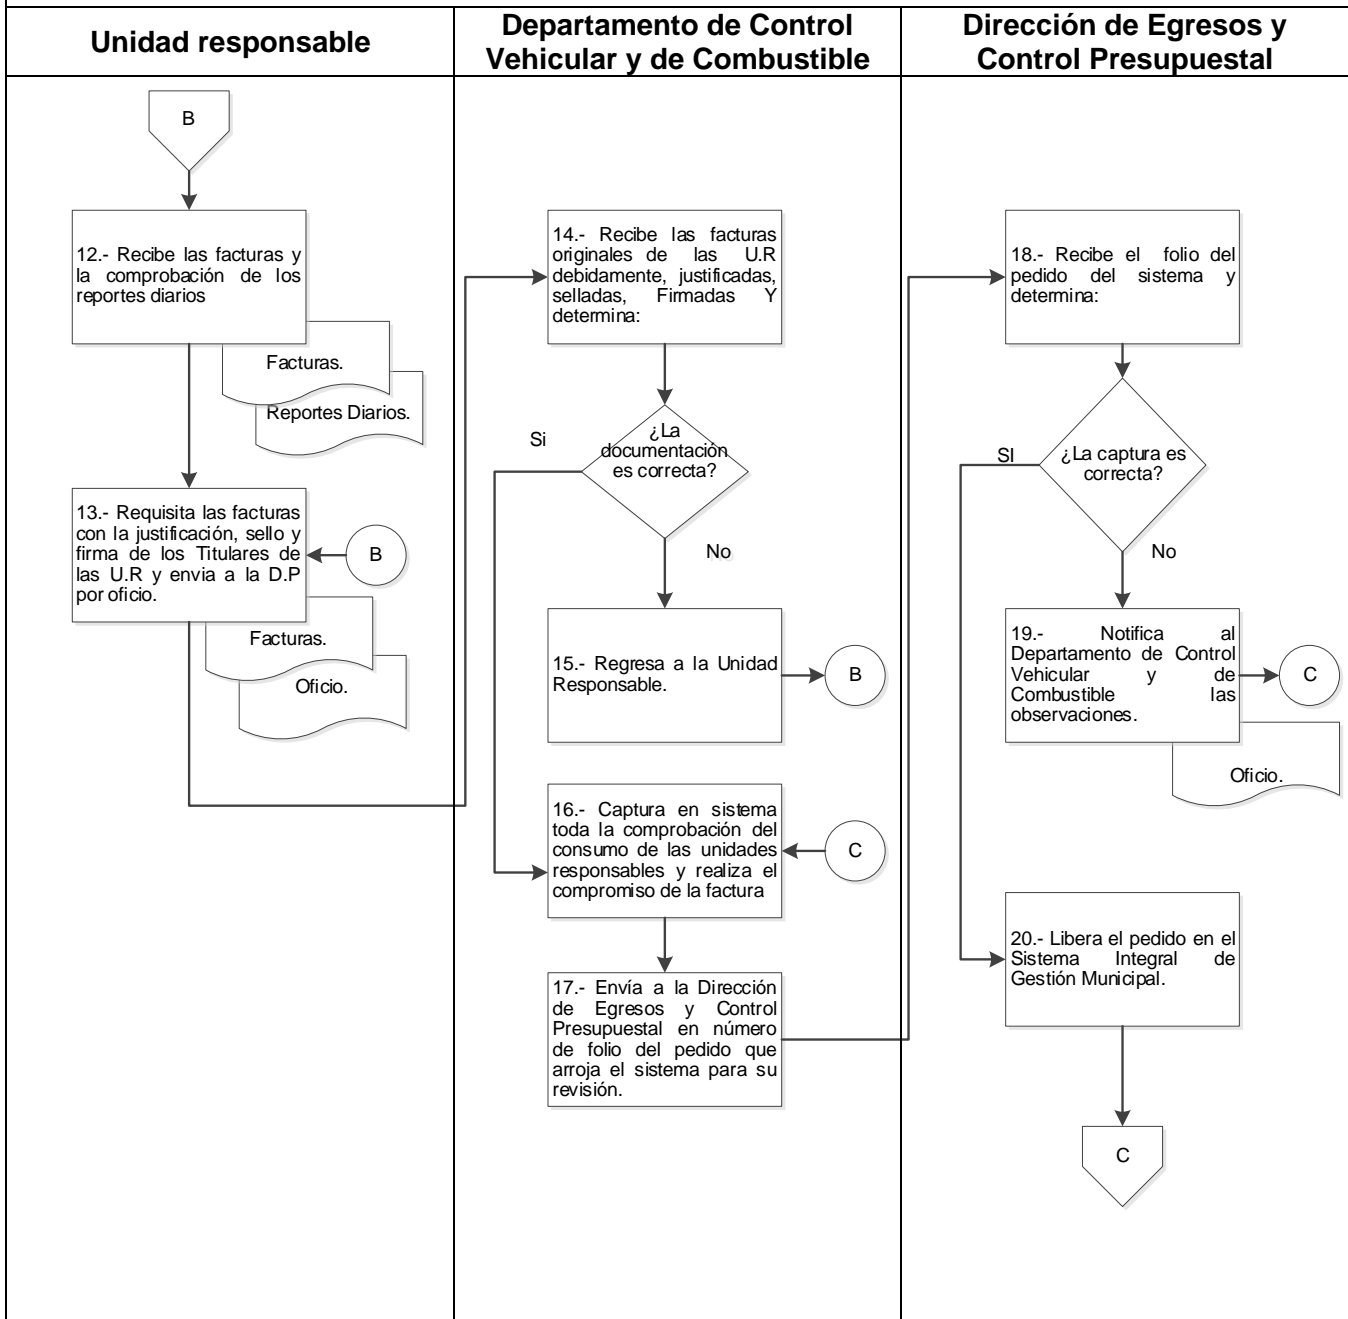 Unidad responsable
Departamento de Control
Vehicular y de Combustible
Dirección de Egresos y
Control Presupuestal
B
12.- Recibe las facturas y
la comprobación de los
reportes diarios
Facturas.
Reportes Diarios.
13.- Requisita las facturas
con la justificación, sello y
firma de los Titulares de
las U.R y envia a la D.P
por oficio.
B
Facturas.
Oficio.
14.- Recibe las facturas
originales de las U.R
debidamente, justificadas,
selladas, Firmadas Y
determina:
¿La
documentación
es correcta?
Si
No
15.- Regresa a la Unidad
Responsable.
B
16.- Captura en sistema
toda la comprobación del
consumo de las unidades
responsables y realiza el
compromiso de la factura
C
17.- Envía a la Dirección
de Egresos y Control
Presupuestal en número
de folio del pedido que
arroja el sistema para su
revisión.
18.- Recibe el folio del
pedido del sistema y
determina:
¿La captura es
correcta?
SI
No
19.- Notifica al
Departamento de Control
Vehicular y de
Combustible las
observaciones.
C
Oficio.
20.- Libera el pedido en el
Sistema Integral de
Gestión Municipal.
C